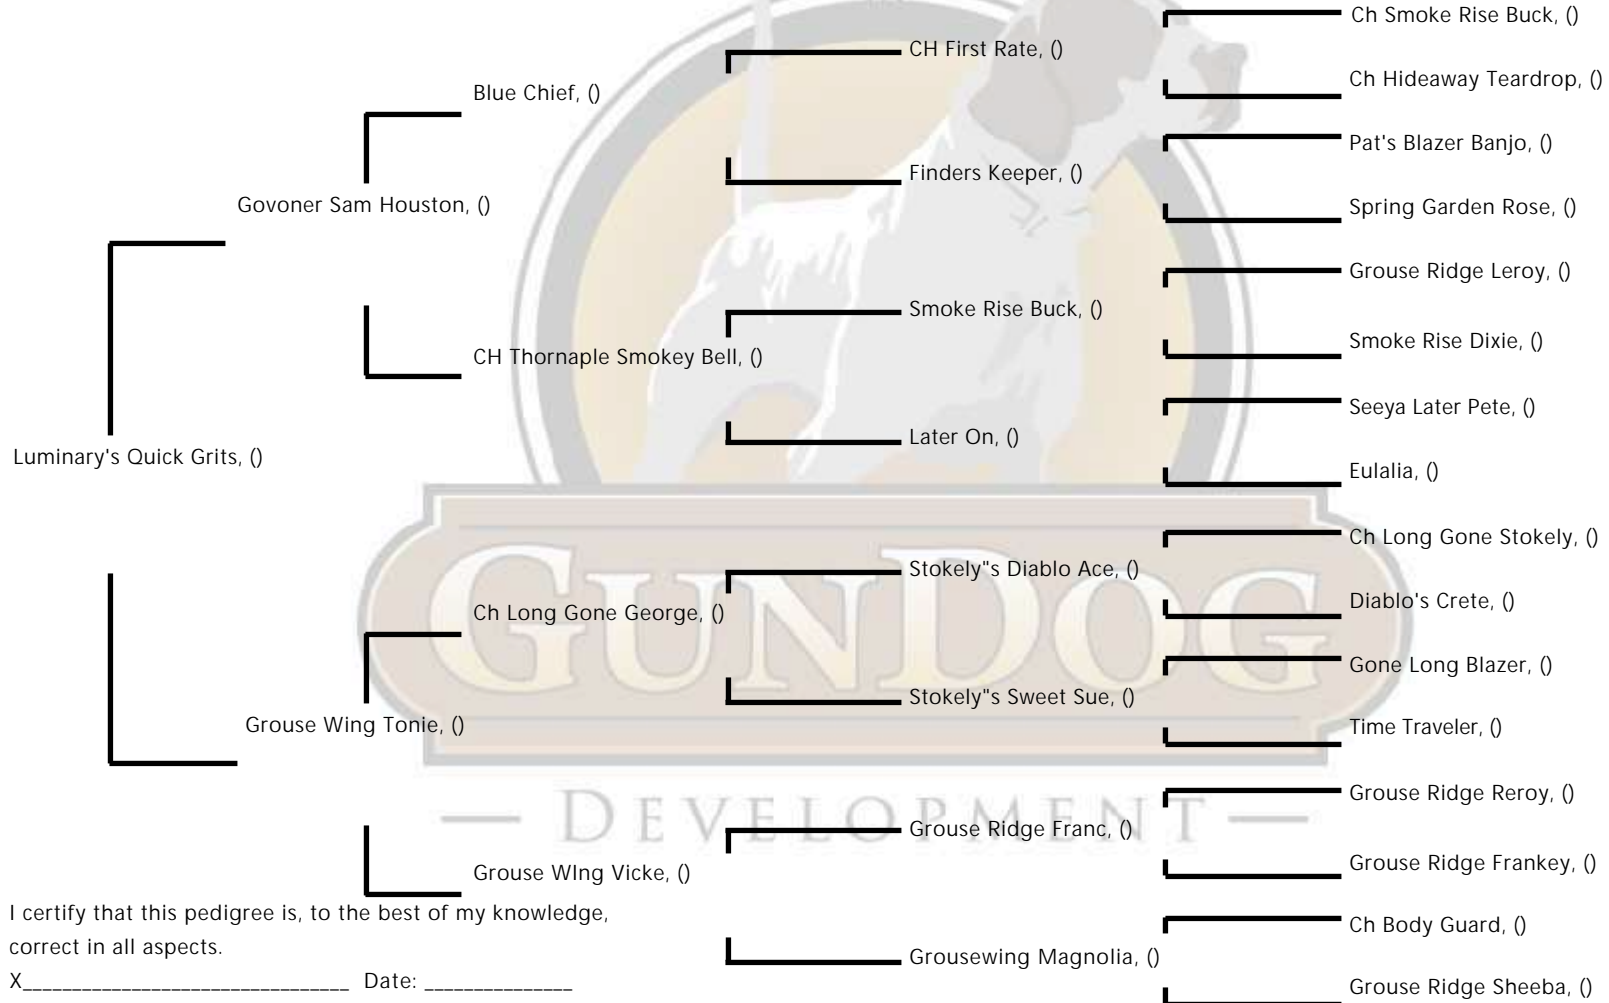 Ch Smoke Rise Buck, ()
CH First Rate, ()
Ch Hideaway Teardrop, ()
Blue Chief, ()
Pat's Blazer Banjo, ()
Finders Keeper, ()
Govoner Sam Houston, ()
Spring Garden Rose, ()
Grouse Ridge Leroy, ()
Smoke Rise Buck, ()
Smoke Rise Dixie, ()
CH Thornaple Smokey Bell, ()
Seeya Later Pete, ()
Later On, ()
Luminary's Quick Grits, ()
Eulalia, ()
Ch Long Gone Stokely, ()
Stokely"s Diablo Ace, ()
Diablo's Crete, ()
Ch Long Gone George, ()
GUNDOG
Gone Long Blazer, ()
Stokely"s Sweet Sue, ()
Grouse Wing Tonie, ()
Time Traveler, ()
Grouse Ridge Reroy, ()
— DEVELOPMENT —
Grouse Ridge Franc, ()
Grouse Ridge Frankey, ()
Grouse WIng Vicke, ()
I certify that this pedigree is, to the best of my knowledge,
correct in all aspects.
Ch Body Guard, ()
Grousewing Magnolia, ()
X_________________________________ Date: _______________
Grouse Ridge Sheeba, ()